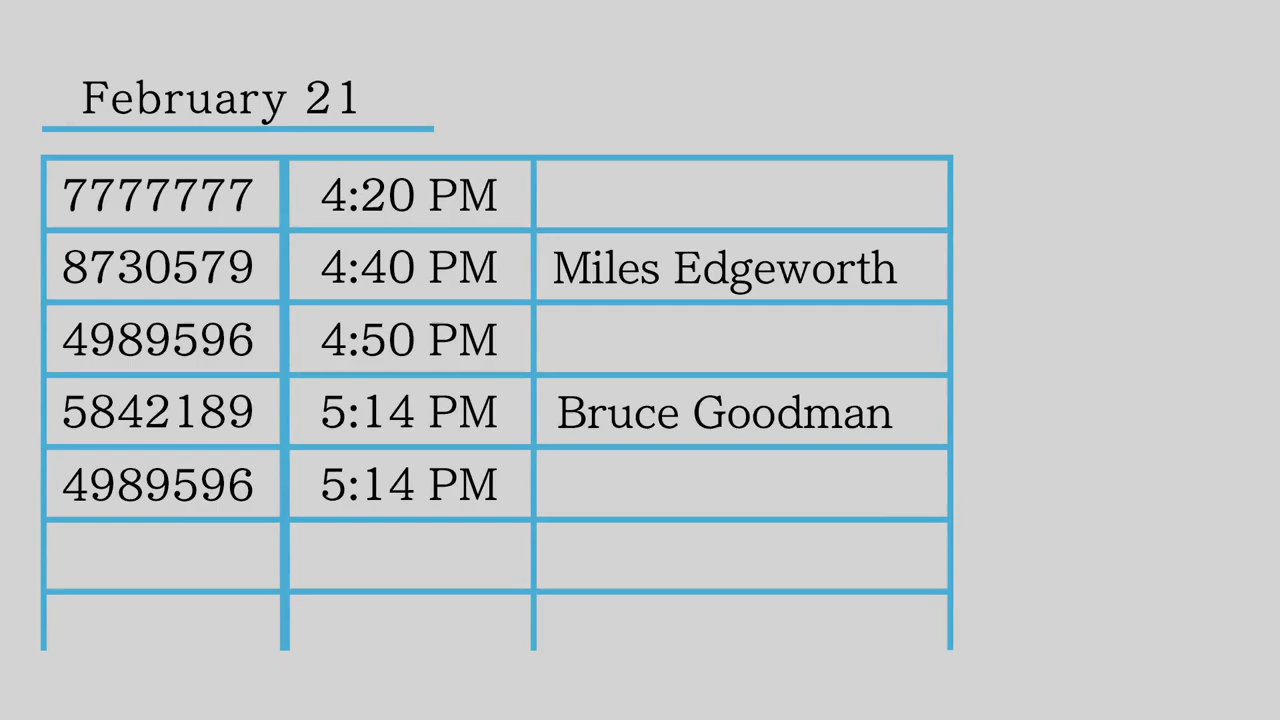 February 21
7777777 4:20 PM
8730579 4:40 PM Miles Edgeworth
4989596 4:50 PM
5842189 5:14 PM Bruce Goodman
4989596 5:14 PM